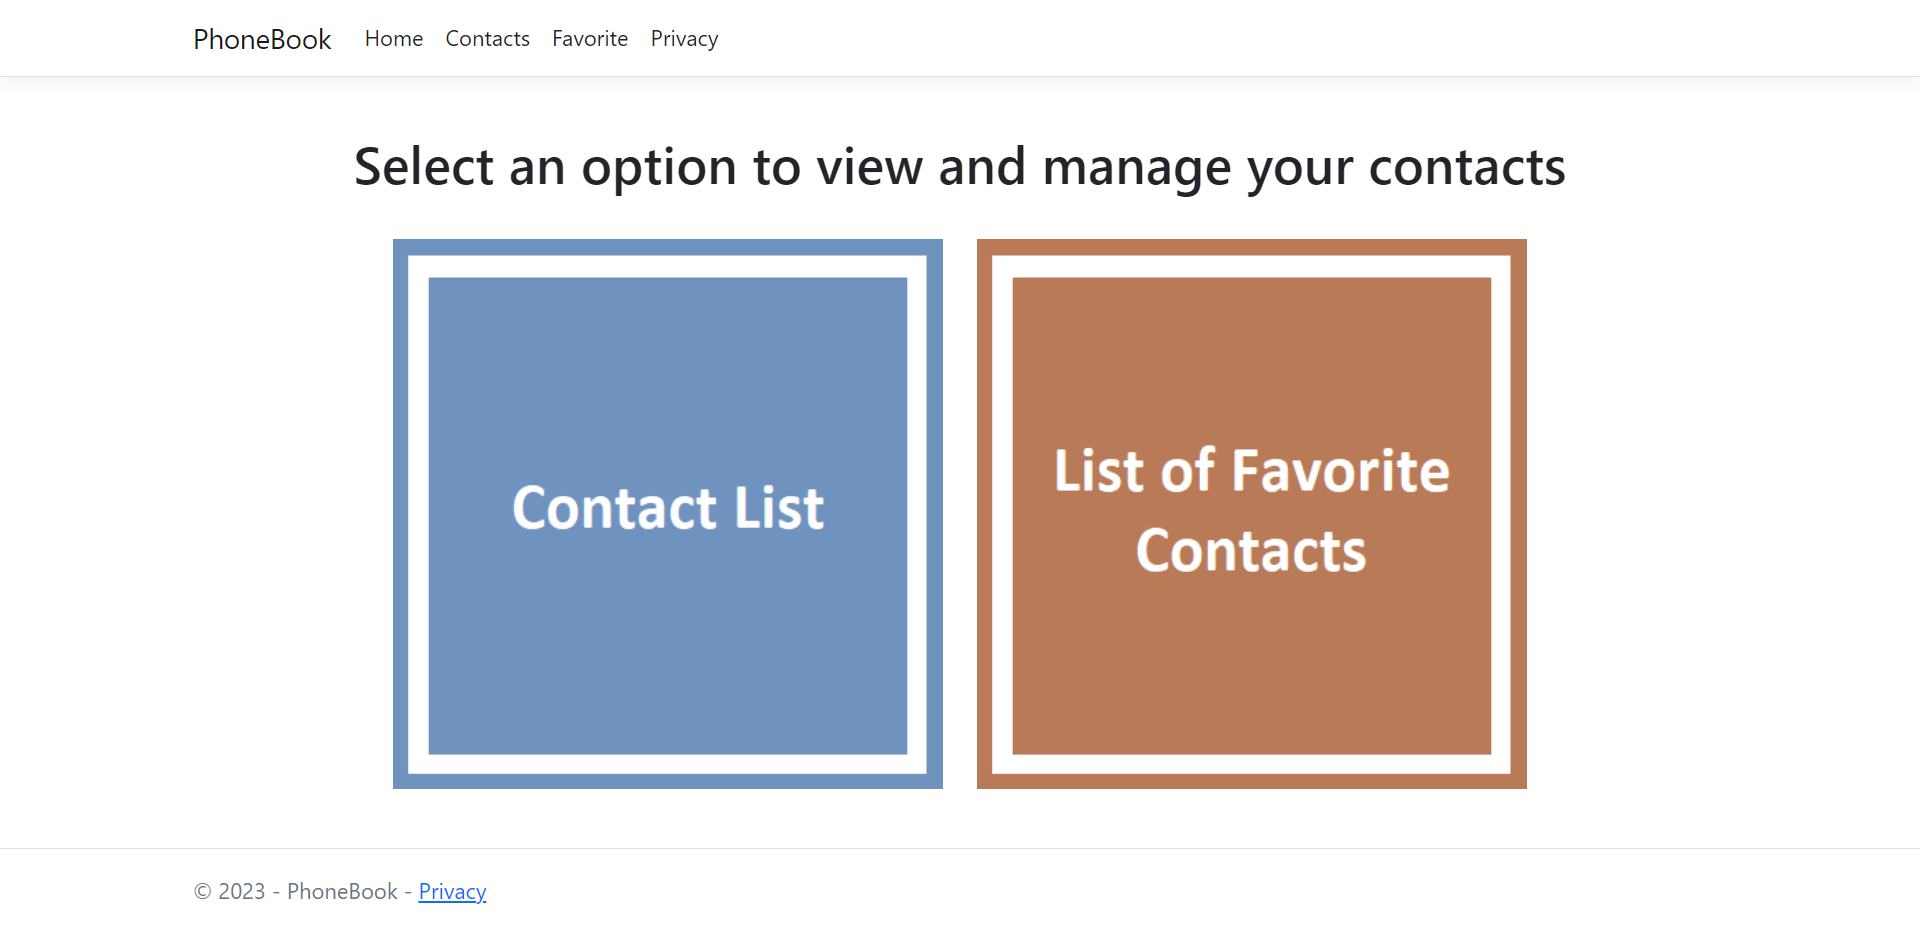 PhoneBook Home Contacts Favorite Privacy
Select an option to view and manage your contacts
Contact List
List of Favorite
Contacts
© 2023 - PhoneBook - Privacy